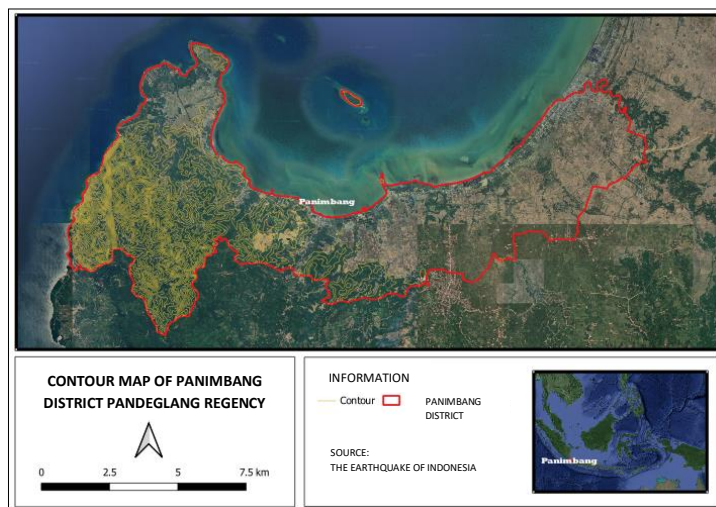 Panimbang
CONTOUR MAP OF PANIMBANG
DISTRICT PANDEGLANG REGENCY
0 2.5 5 7.5 km
INFORMATION
Contour
PANIMBANG
DISTRICT
SOURCE:
THE EARTHQUAKE OF INDONESIA
Panimbang